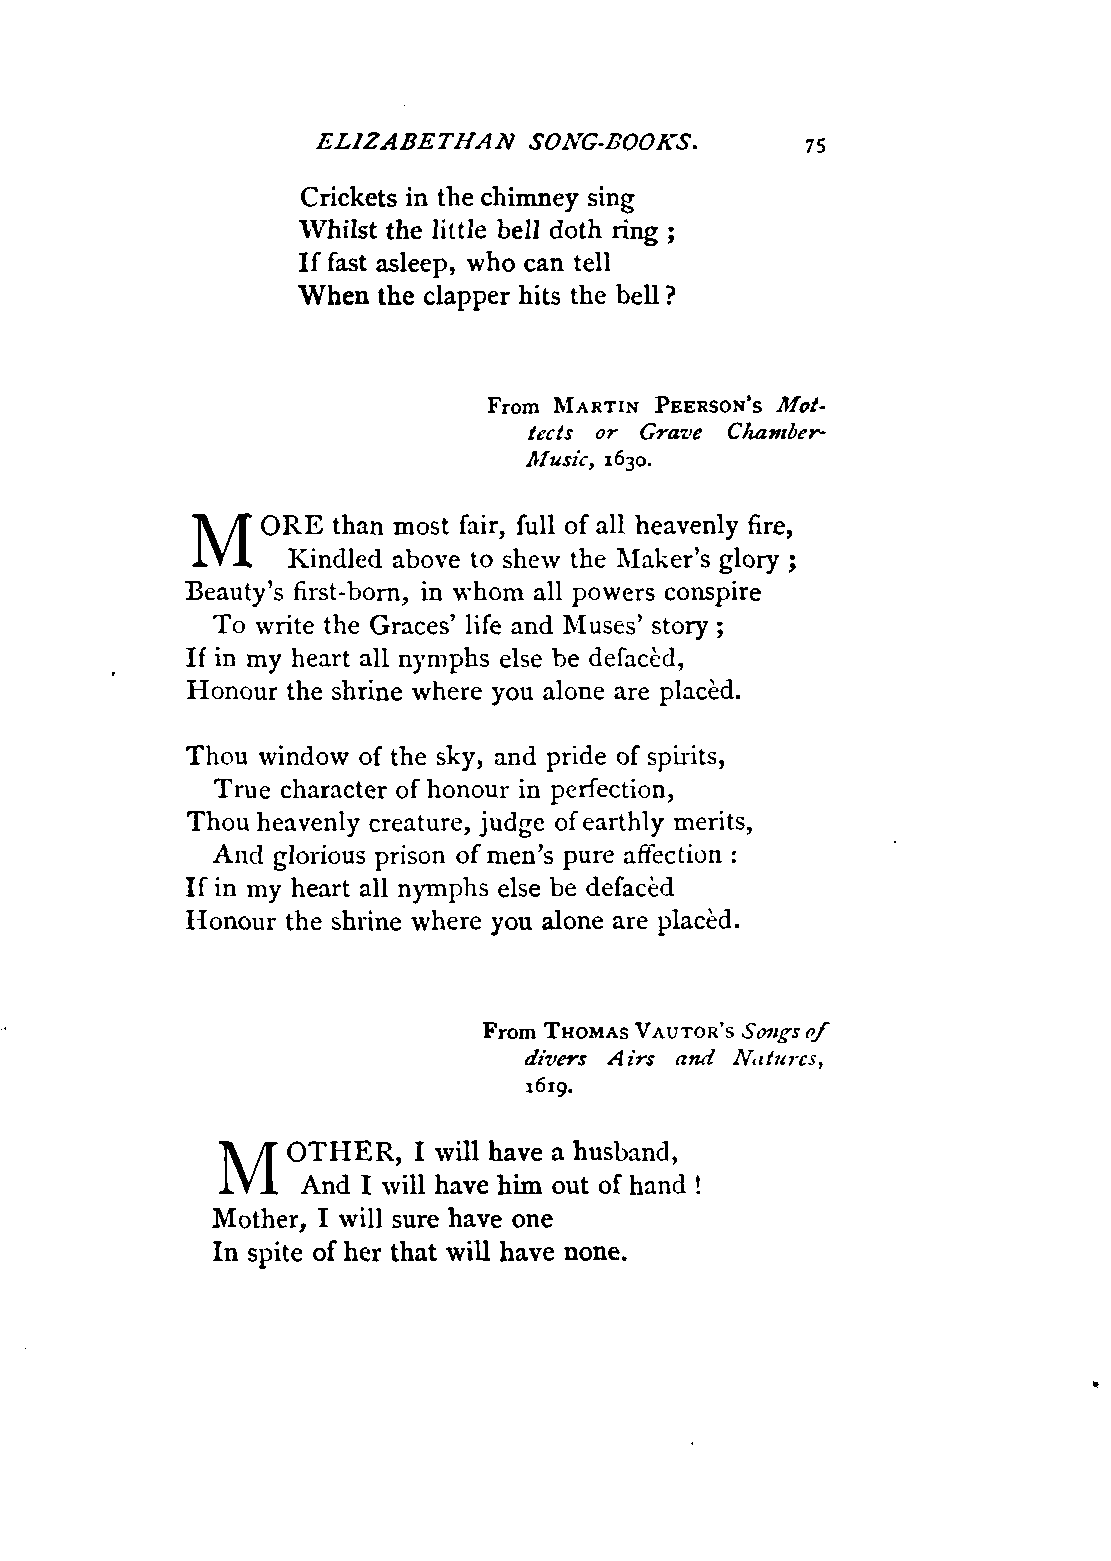 ELIZABETHAN SONG-BOOKS. 75
Crickets in the chimney sing
Whilst the little bell doth ring ;
If fast asleep, who can tell
When the clapper hits the bell ?
From MARTIN PEERSON'S Mot-
tects or Grave Chamber-
Music, 1630.
MORE than most fair, full of all heavenly fire,
Kindled above to shew the Maker's glory ;
Beauty's first-born, in whom all powers conspire
To write the Graces' life and Muses' story ;
If in my heart all nymphs else be defacèd,
Honour the shrine where you alone are placèd.
Thou window of the sky, and pride of spirits,
True character of honour in perfection,
Thou heavenly creature, judge of earthly merits,
And glorious prison of men's pure affection :
If in my heart all nymphs else be defacèd
Honour the shrine where you alone are placèd.
From THOMAS VAUTOR'S Songs of
divers Airs and Natures,
1619.
MOTHER, I will have a husband,
And I will have him out of hand !
Mother, I will sure have one
In spite of her that will have none.